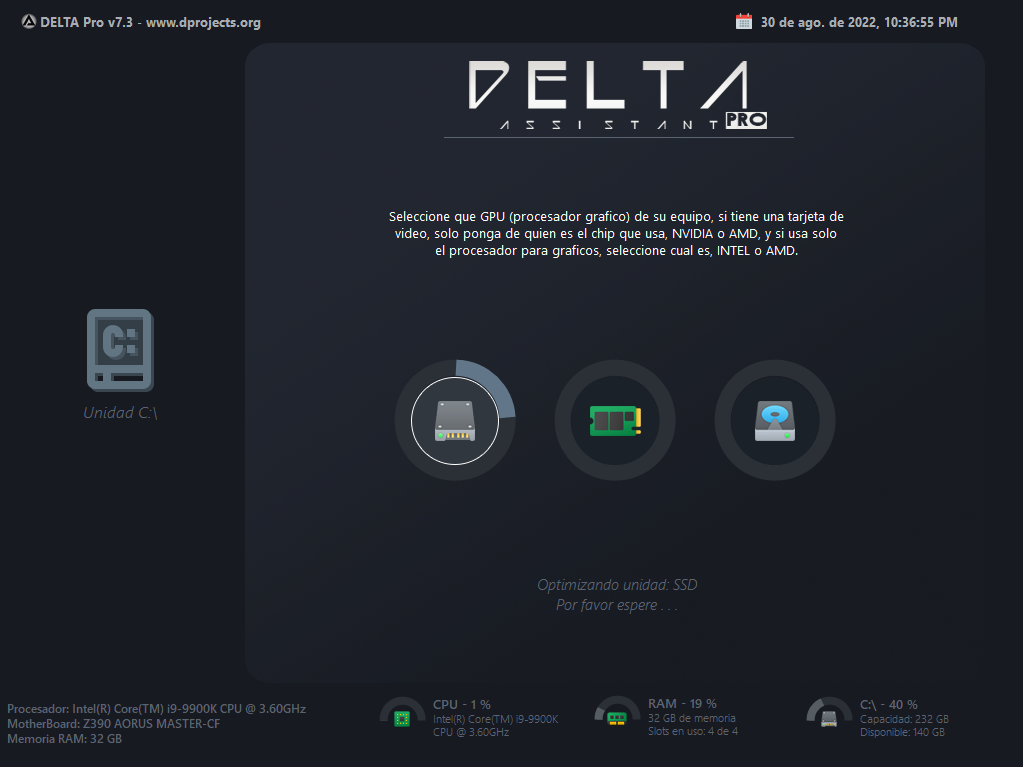 DELTA Pro v7.3 - www.dprojects.org
30 de ago. de 2022, 10:36:55 PM
DELTA
ASSISTANT PRO
Seleccione que GPU (procesador grafico) de su equipo, si tiene una tarjeta de
video, solo ponga de quien es el chip que usa, NVIDIA o AMD, y si usa solo
el procesador para graficos, seleccione cual es, INTEL o AMD.
C:
Unidad C:\
Optimizando unidad: SSD
Por favor espere . . .
Procesador: Intel(R) Core(TM) i9-9900K CPU @ 3.60GHz
MotherBoard: Z390 AORUS MASTER-CF
Memoria RAM: 32 GB
CPU - 1 %
Intel(R) Core(TM) i9-9900K
CPU @ 3.60GHz
RAM - 19 %
32 GB de memoria
Slots en uso: 4 de 4
C:\ - 40 %
Capacidad: 232 GB
Disponible: 140 GB